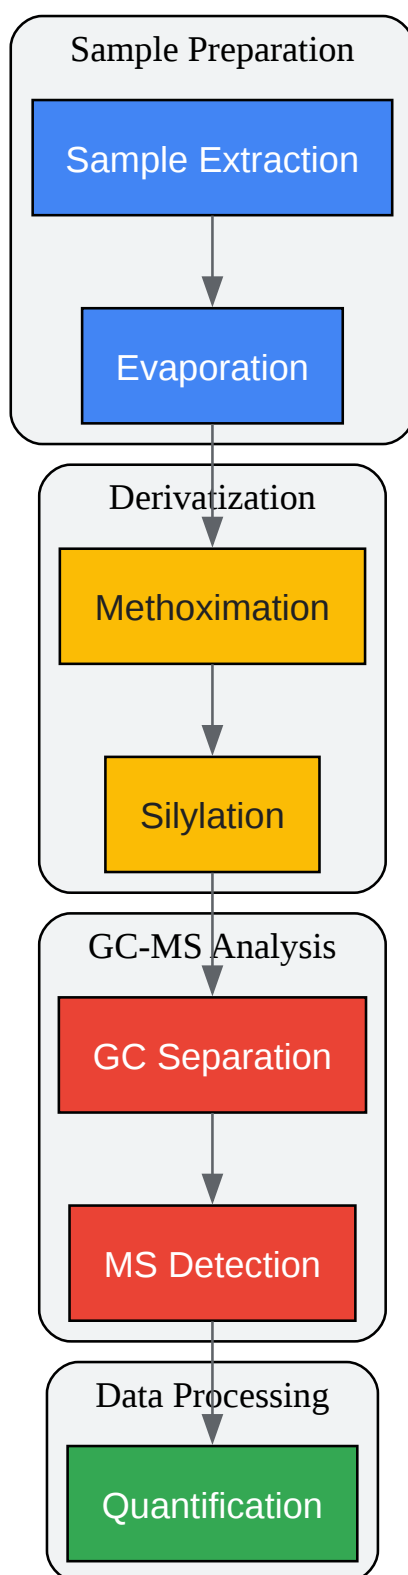 Sample Preparation
Sample Extraction
Evaporation
Derivatization
Methoximation
Silylation
GC-MS Analysis
GC Separation
MS Detection
Data Processing
Quantification